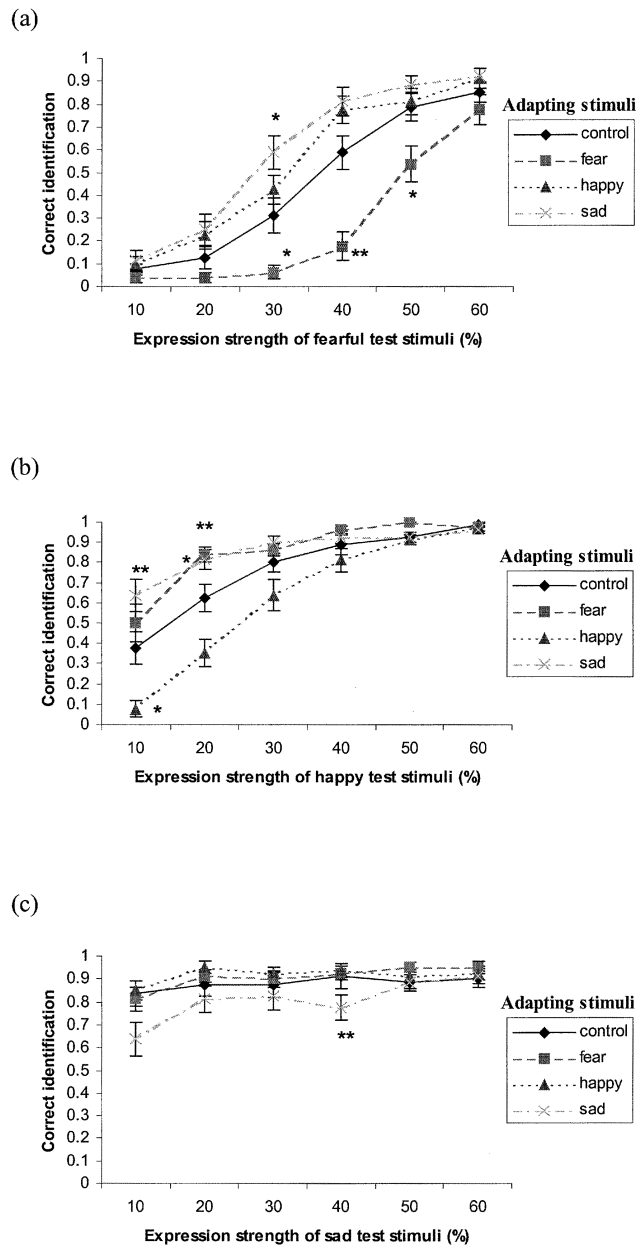 (a)
Correct identification
1
0.9
0.8
0.7
0.6
0.5
0.4
0.3
0.2
0.1
0
*
*
**
*
10 20 30 40 50 60
Expression strength of fearful test stimuli (%)
Adapting stimuli
control
fear
happy
sad
(b)
Correct identification
1
0.9
0.8
0.7
0.6
0.5
0.4
0.3
0.2
0.1
0
**
**
*
*
10 20 30 40 50 60
Expression strength of happy test stimuli (%)
Adapting stimuli
control
fear
happy
sad
(c)
Correct identification
1
0.9
0.8
0.7
0.6
0.5
0.4
0.3
0.2
0.1
0
**
10 20 30 40 50 60
Expression strength of sad test stimuli (%)
Adapting stimuli
control
fear
happy
sad